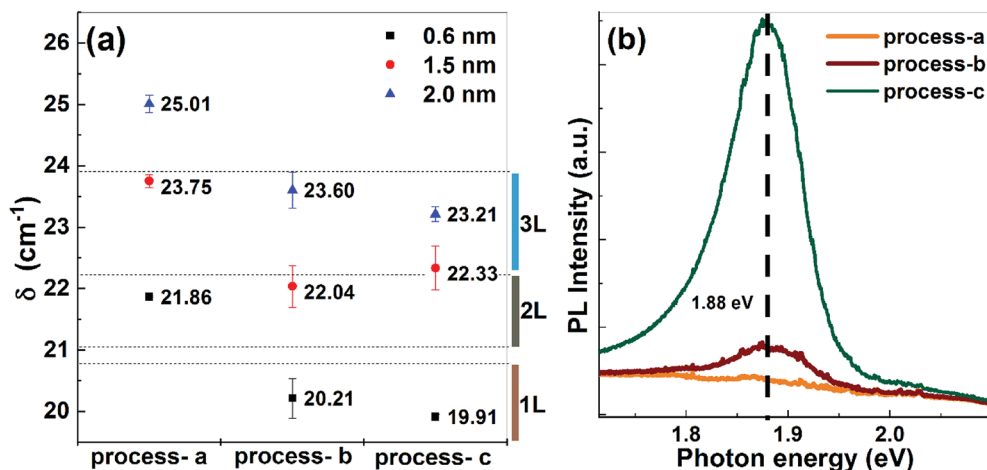 (a)
0.6 nm
1.5 nm
2.0 nm
δ (cm⁻¹)
26
25
24
23
22
21
20
25.01
23.75
21.86
23.60
22.04
20.21
23.21
22.33
19.91
3L
2L
1L
process- a
process- b
process- c
(b)
process-a
process-b
process-c
PL Intensity (a.u.)
1.88 eV
1.8
1.9
2.0
Photon energy (eV)